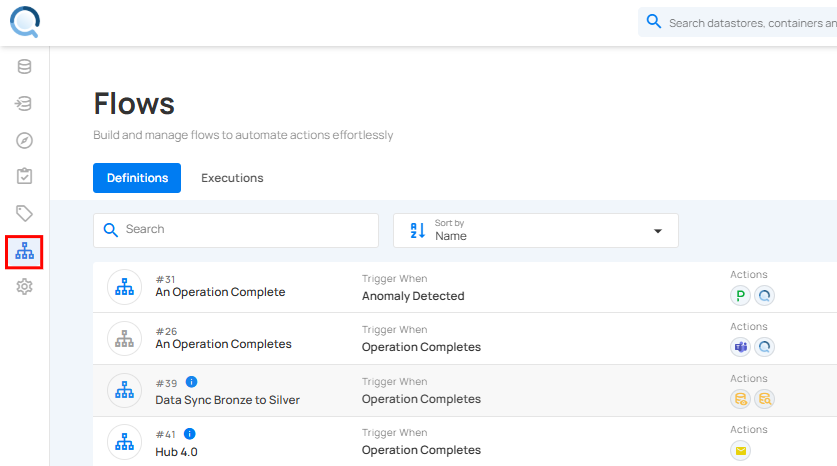 Search datastores, containers an
Flows
Build and manage flows to automate actions effortlessly
Definitions
Executions
Search
Sort by
Name
#31
An Operation Complete
Trigger When
Anomaly Detected
Actions
#26
An Operation Completes
Trigger When
Operation Completes
Actions
#39
Data Sync Bronze to Silver
Trigger When
Operation Completes
Actions
#41
Hub 4.0
Trigger When
Operation Completes
Actions